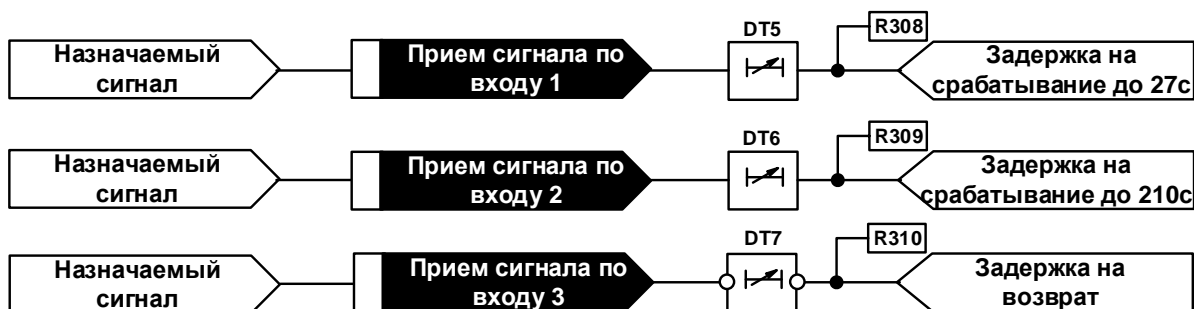 Назначаемый
сигнал
Прием сигнала по
входу 1
DT5
R308
Задержка на
срабатывание до 27с
Назначаемый
сигнал
Прием сигнала по
входу 2
DT6
R309
Задержка на
срабатывание до 210с
Назначаемый
сигнал
Прием сигнала по
входу 3
DT7
R310
Задержка на
возврат